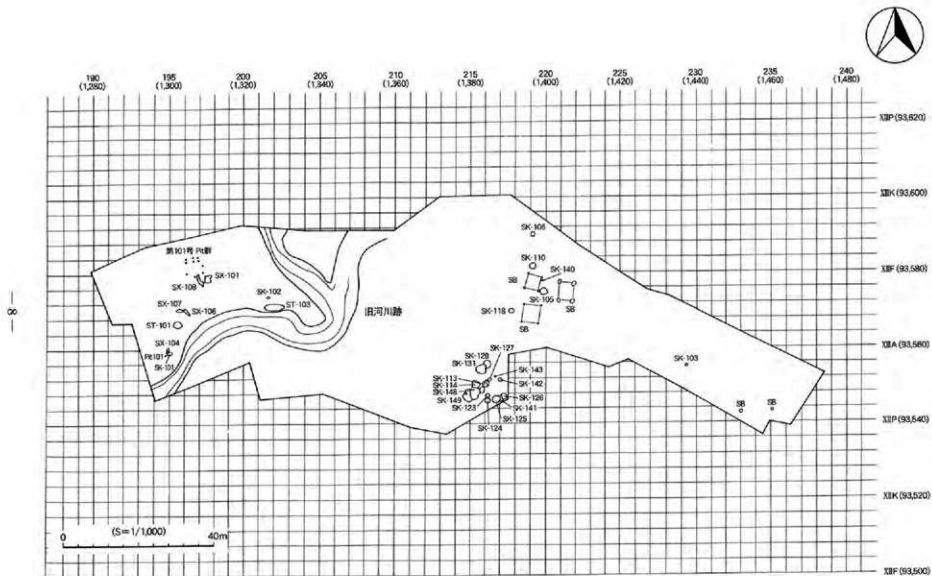 190 195 200 205 210 215 220 225 230 235 240
(1,280) (1,300) (1,320) (1,340) (1,360) (1,380) (1,400) (1,420) (1,440) (1,460) (1,480)
ⅩⅢP(93,620)
ⅩⅢK(93,600)
SK-106
第101号 Pit群
SK-110
ⅩⅢF(93,580)
SX-101
SK-140
SX-108
SB
SK-102
SK-105
SB
ST-103
SX-107
SX-106
旧河川跡
SK-118
ST-101
SB
SK-127
ⅩⅢA(93,560)
SX-104
SK-129
SK-143
SK-131
Pit101
SK-103
SK-101
SK-113
SK-142
SK-114
SK-148
SK-126
SK-149
SK-141
SB SB
SK-123
SK-125
ⅫP(93,540)
SK-124
ⅫK(93,520)
(S=1/1,000)
0 40m
ⅫF(93,500)
—8—